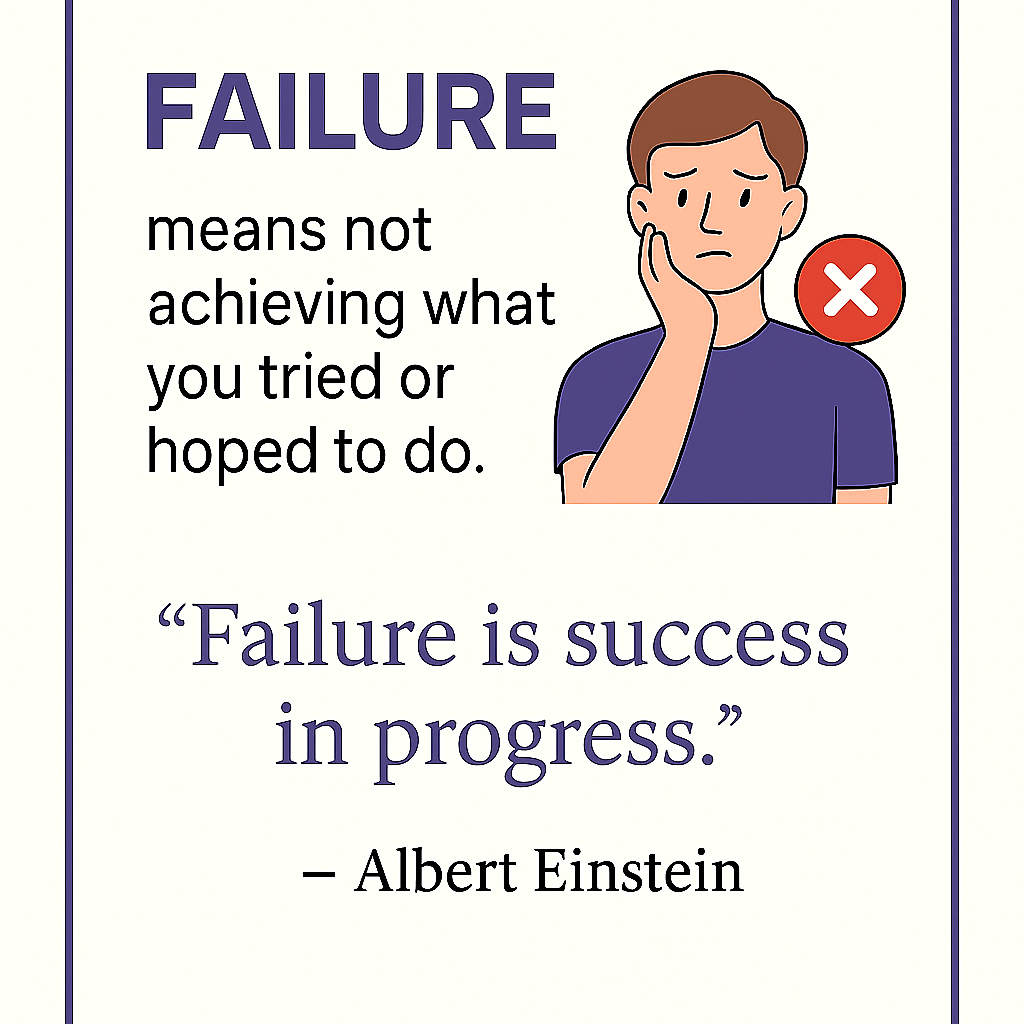 FAILURE
means not
achieving what
you tried or
hoped to do.
“Failure is success
in progress.”
– Albert Einstein